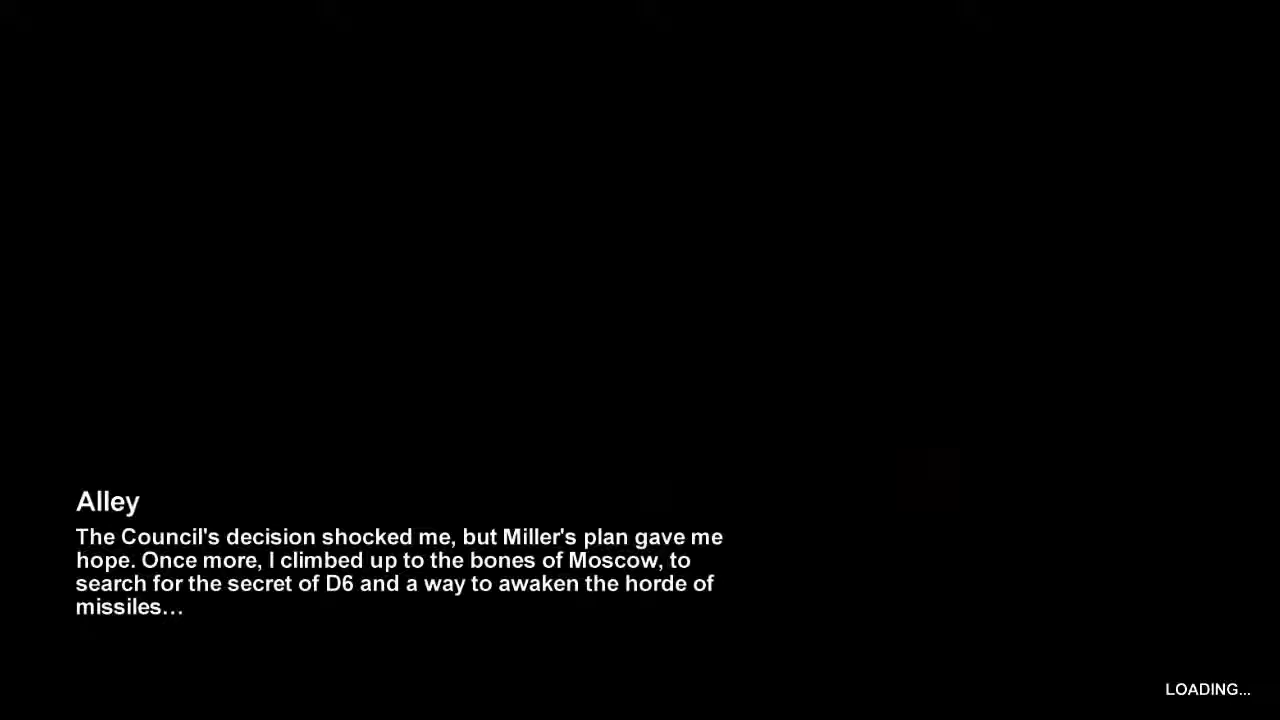 Alley
The Council's decision shocked me, but Miller's plan gave me
hope. Once more, I climbed up to the bones of Moscow, to
search for the secret of D6 and a way to awaken the horde of
missiles...
LOADING...